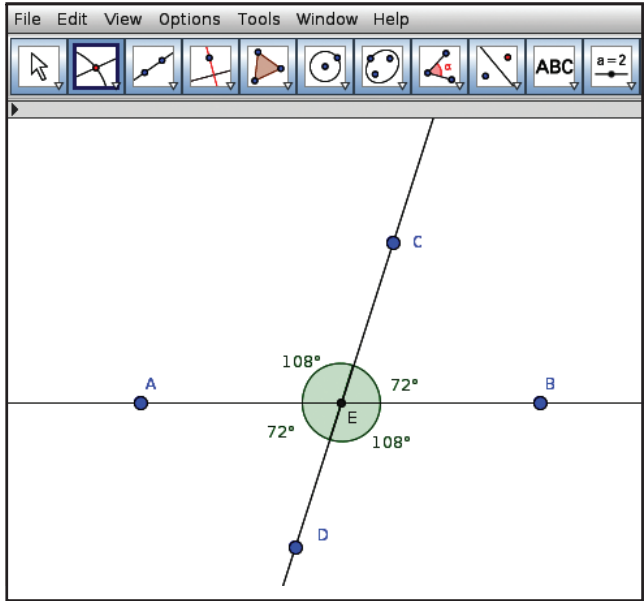 File Edit View Options Tools Window Help
α ABC a=2
C
108° 72°
A B
E
72° 108°
D